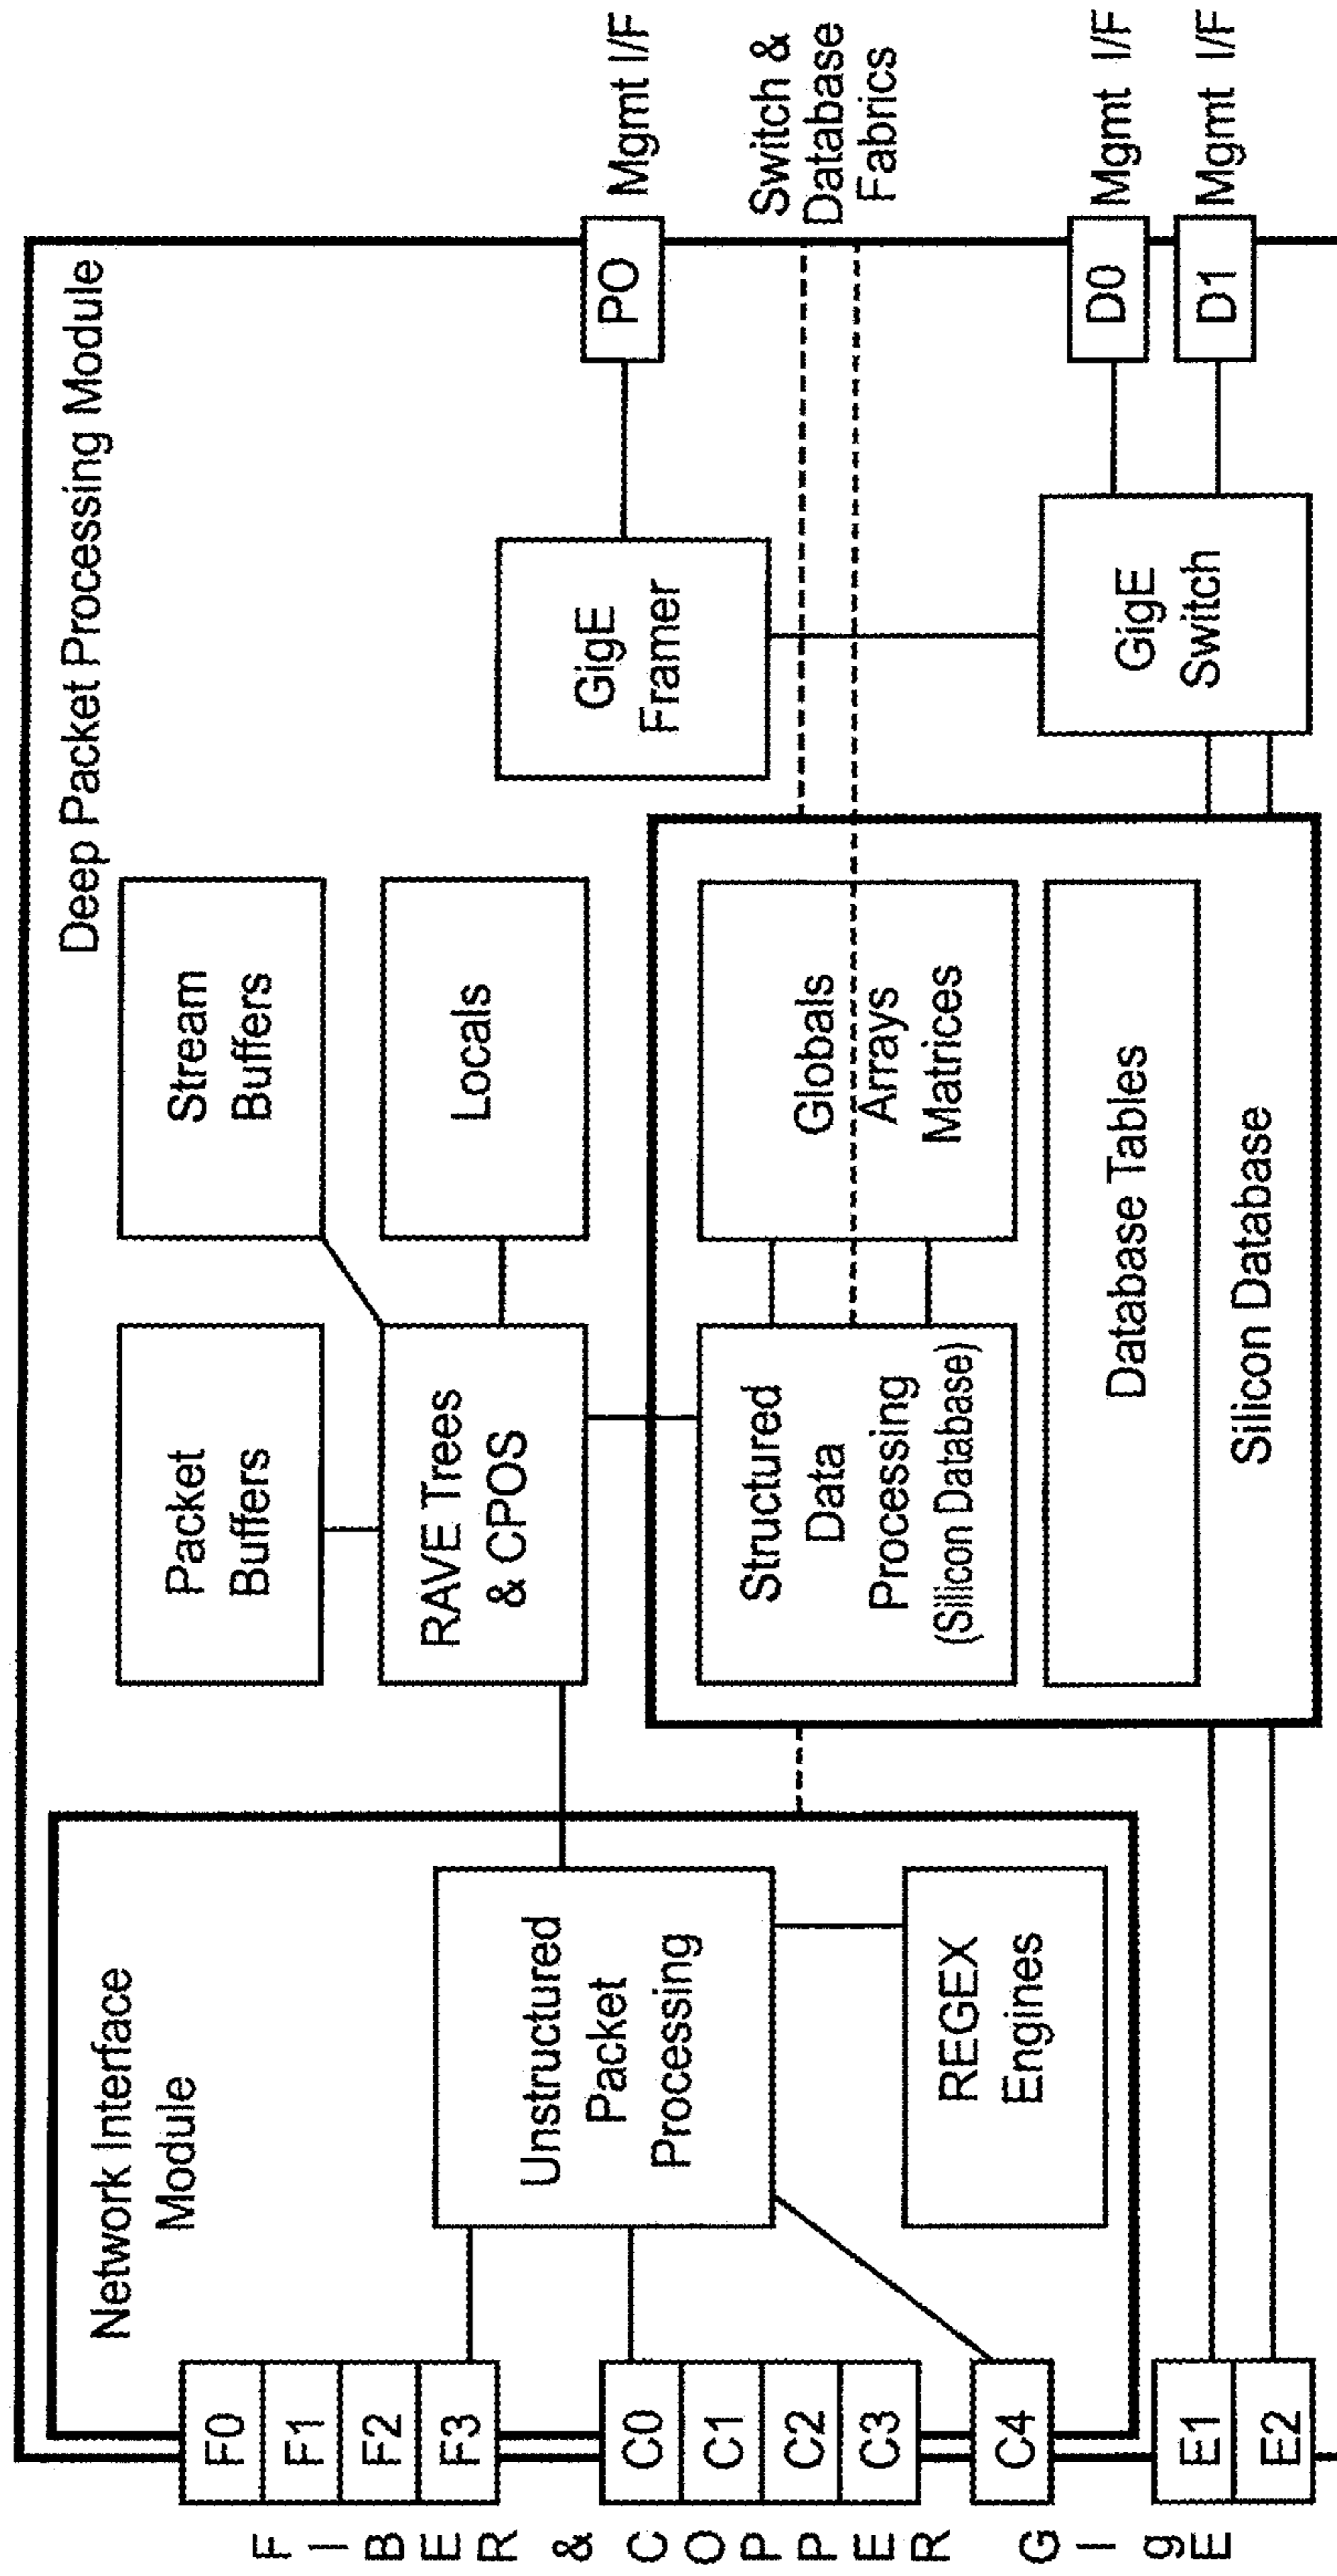 Deep Packet Processing Module
Network Interface
Module
F0
F1
F2
F3
C0
C1
C2
C3
C4
E1
E2
FIBER & COPPER GigE
Unstructured
Packet
Processing
REGEX
Engines
Packet
Buffers
Stream
Buffers
RAVE Trees
& CPOS
Locals
Structured
Data
Processing
(Silicon Database)
Globals
Arrays
Matrices
Database Tables
Silicon Database
GigE
Framer
GigE
Switch
PO
Mgmt I/F
Switch &
Database
Fabrics
D0
Mgmt I/F
D1
Mgmt I/F